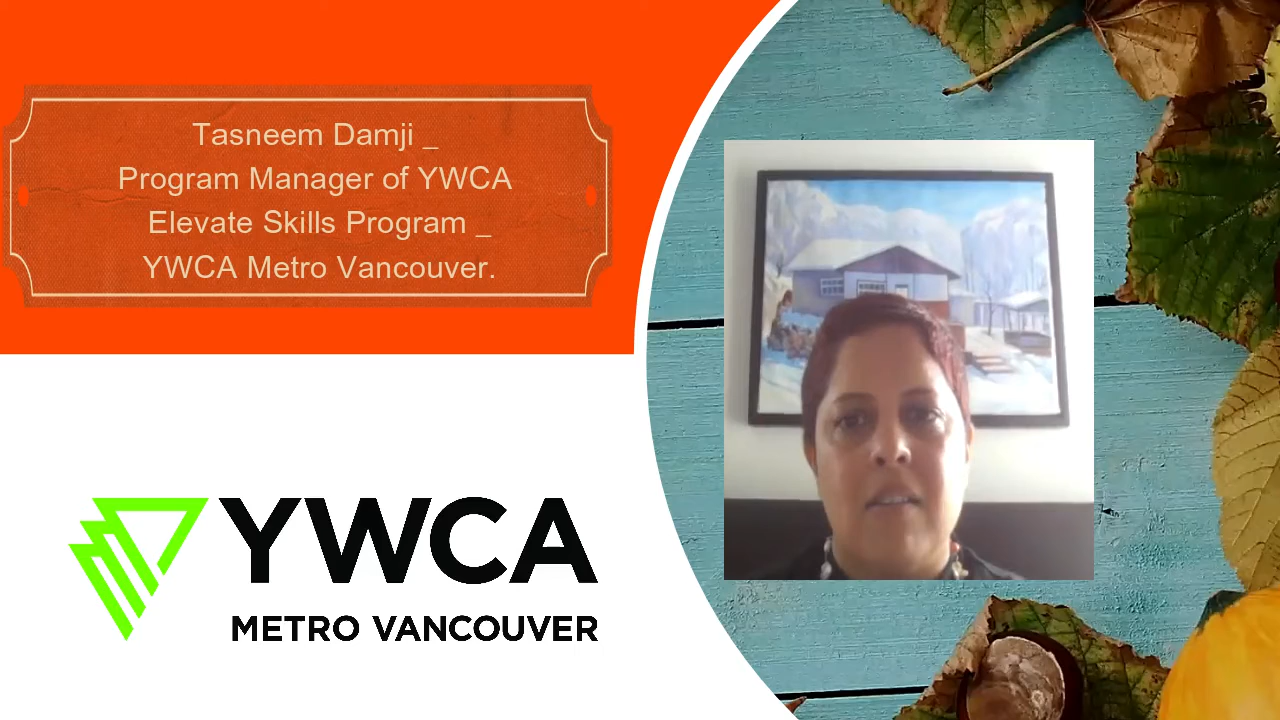 Tasneem Damji _
Program Manager of YWCA
Elevate Skills Program _
YWCA Metro Vancouver.
YWCA
METRO VANCOUVER